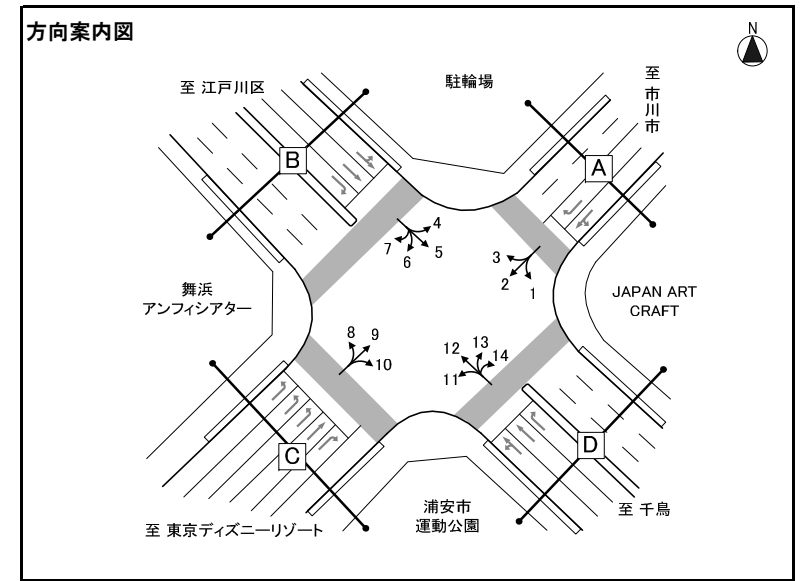 方向案内図
N
至 江戸川区
駐輪場
至 市川市
B
A
4
7
5
6
3
2
1
舞浜
アンフィシアター
JAPAN ART
CRAFT
8
9
10
12
13
14
11
C
D
浦安市
運動公園
至 千鳥
至 東京ディズニーリゾート